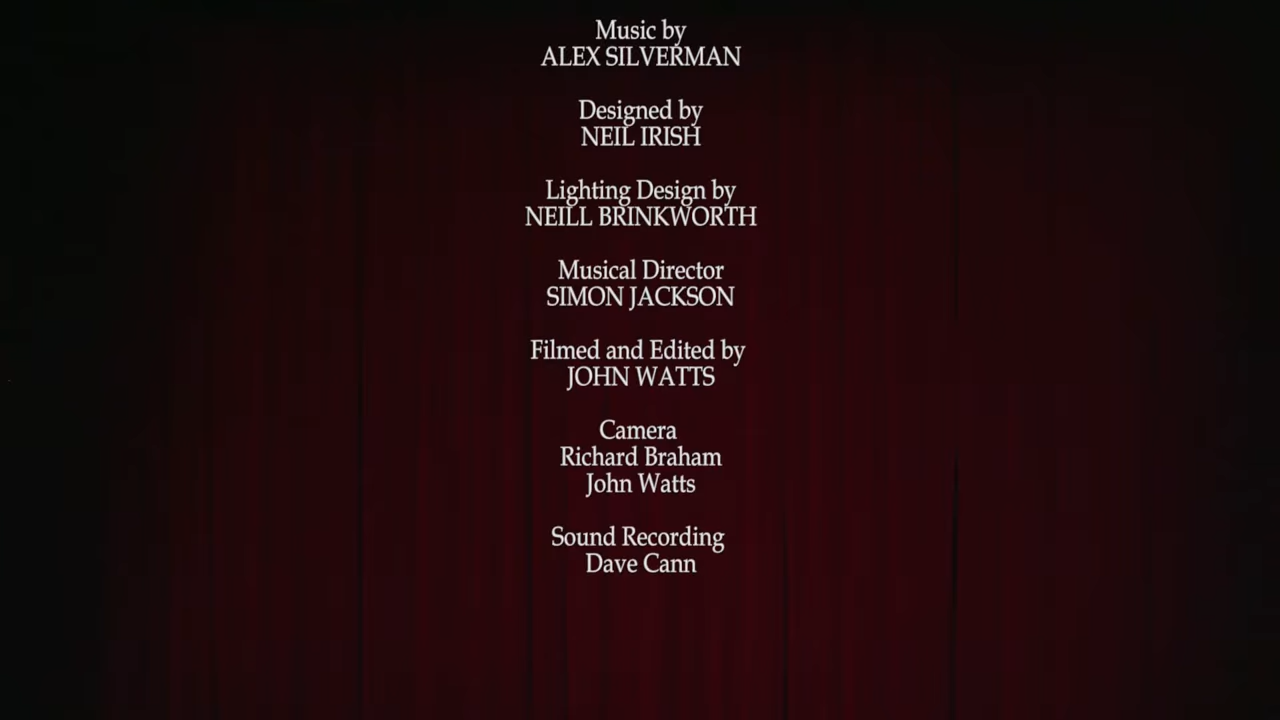 Music by
ALEX SILVERMAN
Designed by
NEIL IRISH
Lighting Design by
NEILL BRINKWORTH
Musical Director
SIMON JACKSON
Filmed and Edited by
JOHN WATTS
Camera
Richard Braham
John Watts
Sound Recording
Dave Cann